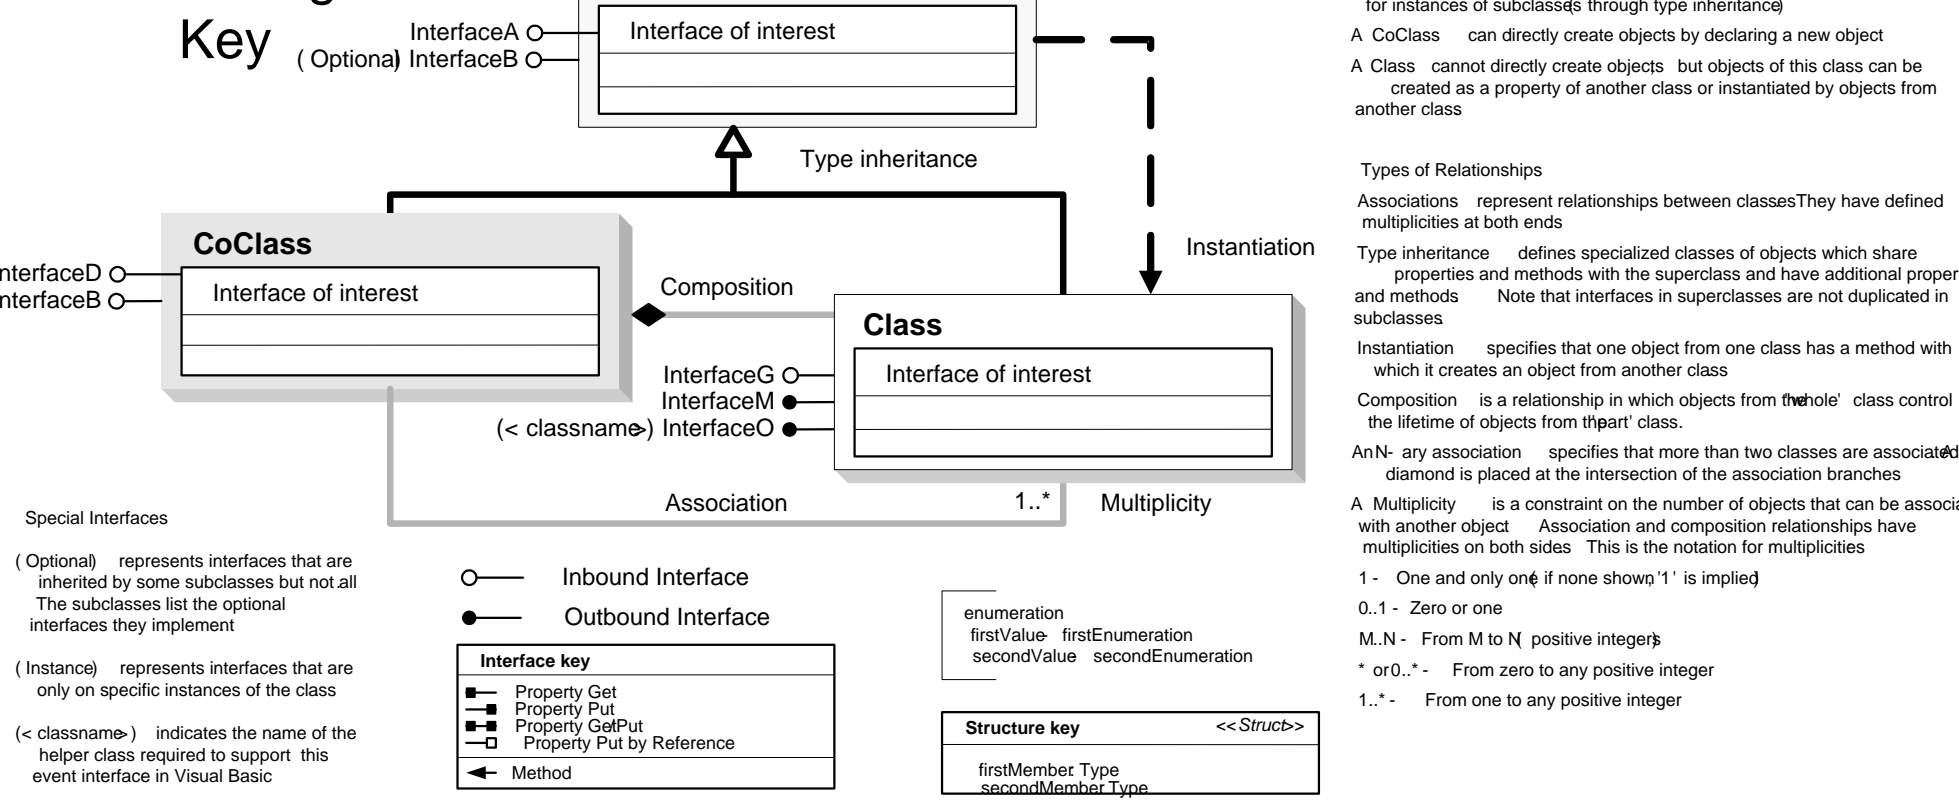 Key
InterfaceA
(Optional) InterfaceB
Interface of interest
Type inheritance
CoClass
Interface of interest
nterfaceD
nterfaceB
Composition
Instantiation
Class
Interface of interest
InterfaceG
InterfaceM
(<classname>) InterfaceO
Association
1..*
Multiplicity
Special Interfaces
(Optional) represents interfaces that are
inherited by some subclasses but not all.
The subclasses list the optional
interfaces they implement
(Instance) represents interfaces that are
only on specific instances of the class
(<classname>) indicates the name of the
helper class required to support this
event interface in Visual Basic
Inbound Interface
Outbound Interface
Interface key
Property Get
Property Put
Property Get/Put
Property Put by Reference
Method
enumeration
firstValue - firstEnumeration
secondValue - secondEnumeration
Structure key <<Struct>>
firstMember: Type
secondMember: Type
for instances of subclasses (through type inheritance)
A CoClass can directly create objects by declaring a new object
A Class cannot directly create objects, but objects of this class can be
created as a property of another class or instantiated by objects from
another class.
Types of Relationships
Associations represent relationships between classes. They have defined
multiplicities at both ends.
Type inheritance defines specialized classes of objects which share
properties and methods with the superclass and have additional proper
and methods. Note that interfaces in superclasses are not duplicated in
subclasses.
Instantiation specifies that one object from one class has a method with
which it creates an object from another class.
Composition is a relationship in which objects from the 'whole' class control
the lifetime of objects from the 'part' class.
An N-ary association specifies that more than two classes are associated. A
diamond is placed at the intersection of the association branches
A Multiplicity is a constraint on the number of objects that can be associa
with another object. Association and composition relationships have
multiplicities on both sides. This is the notation for multiplicities
1 - One and only one (if none shown, '1' is implied)
0..1 - Zero or one
M..N - From M to N (positive integers)
* or 0..* - From zero to any positive integer
1..* - From one to any positive integer